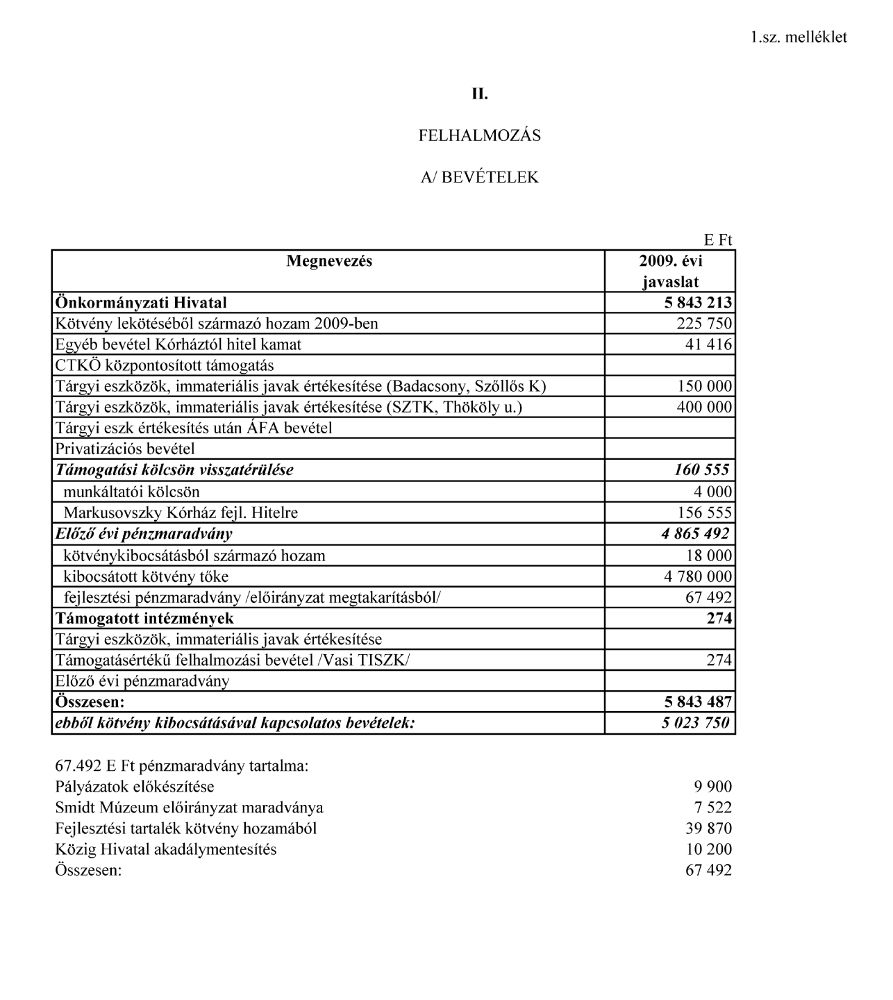 1.sz. melléklet
II.
FELHALMOZÁS
A/ BEVÉTELEK
E Ft
Megnevezés 2009. évi
javaslat
Önkormányzati Hivatal 5 843 213
Kötvény lekötéséből származó hozam 2009-ben 225 750
Egyéb bevétel Kórháztól hitel kamat 41 416
CTKÖ központosított támogatás
Tárgyi eszközök, immateriális javak értékesítése (Badacsony, Szőllős K) 150 000
Tárgyi eszközök, immateriális javak értékesítése (SZTK, Thököly u.) 400 000
Tárgyi eszk értékesítés után ÁFA bevétel
Privatizációs bevétel
Támogatási kölcsön visszatérülése 160 555
munkáltatói kölcsön 4 000
Markusovszky Kórház fejl. Hitelre 156 555
Előző évi pénzmaradvány 4 865 492
kötvénykibocsátásból származó hozam 18 000
kibocsátott kötvény tőke 4 780 000
fejlesztési pénzmaradvány /előirányzat megtakarításból/ 67 492
Támogatott intézmények 274
Tárgyi eszközök, immateriális javak értékesítése
Támogatásértékű felhalmozási bevétel /Vasi TISZK/ 274
Előző évi pénzmaradvány
Összesen: 5 843 487
ebből kötvény kibocsátásával kapcsolatos bevételek: 5 023 750
67.492 E Ft pénzmaradvány tartalma:
Pályázatok előkészítése 9 900
Smidt Múzeum előirányzat maradványa 7 522
Fejlesztési tartalék kötvény hozamából 39 870
Közig Hivatal akadálymentesítés 10 200
Összesen: 67 492